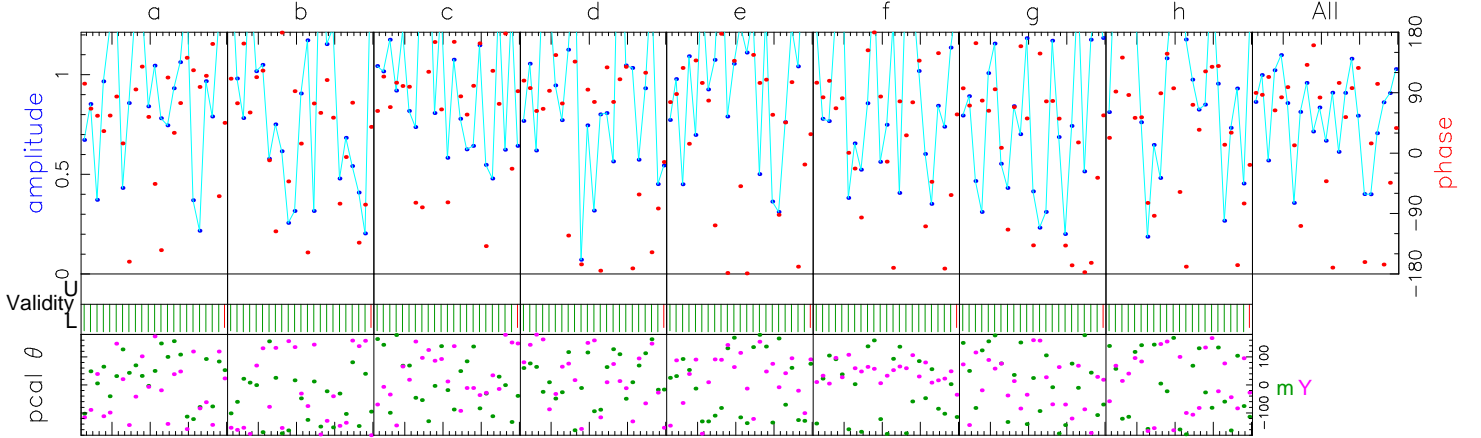 a b c d e f g h All
amplitude
1
0.5
0
180
90
0
-90
-180
phase
Validity
U
L
pcal θ
100
0
-100
m Y